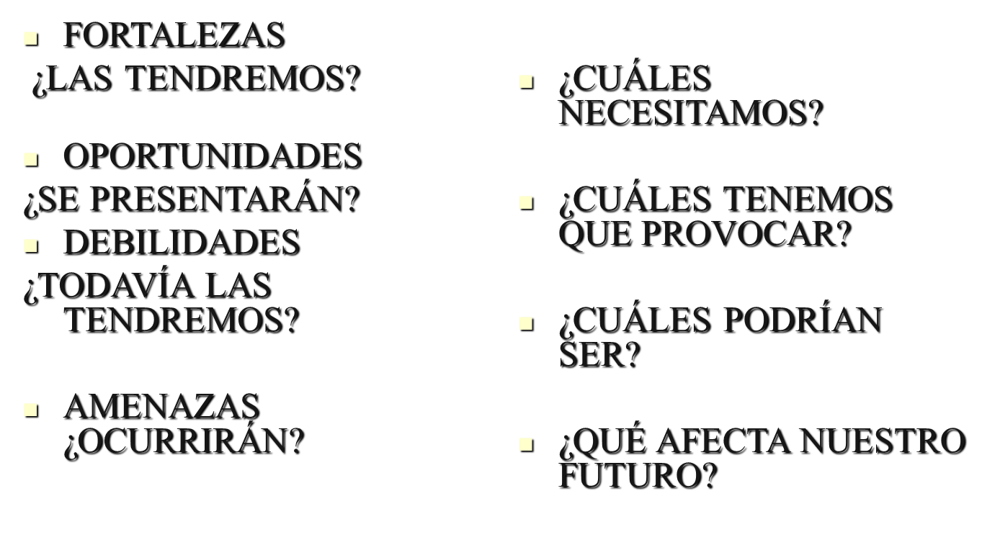 FORTALEZAS
¿LAS TENDREMOS?
OPORTUNIDADES
¿SE PRESENTARÁN?
DEBILIDADES
¿TODAVÍA LAS
TENDREMOS?
AMENAZAS
¿OCURRIRÁN?
¿CUÁLES
NECESITAMOS?
¿CUÁLES TENEMOS
QUE PROVOCAR?
¿CUÁLES PODRÍAN
SER?
¿QUÉ AFECTA NUESTRO
FUTURO?